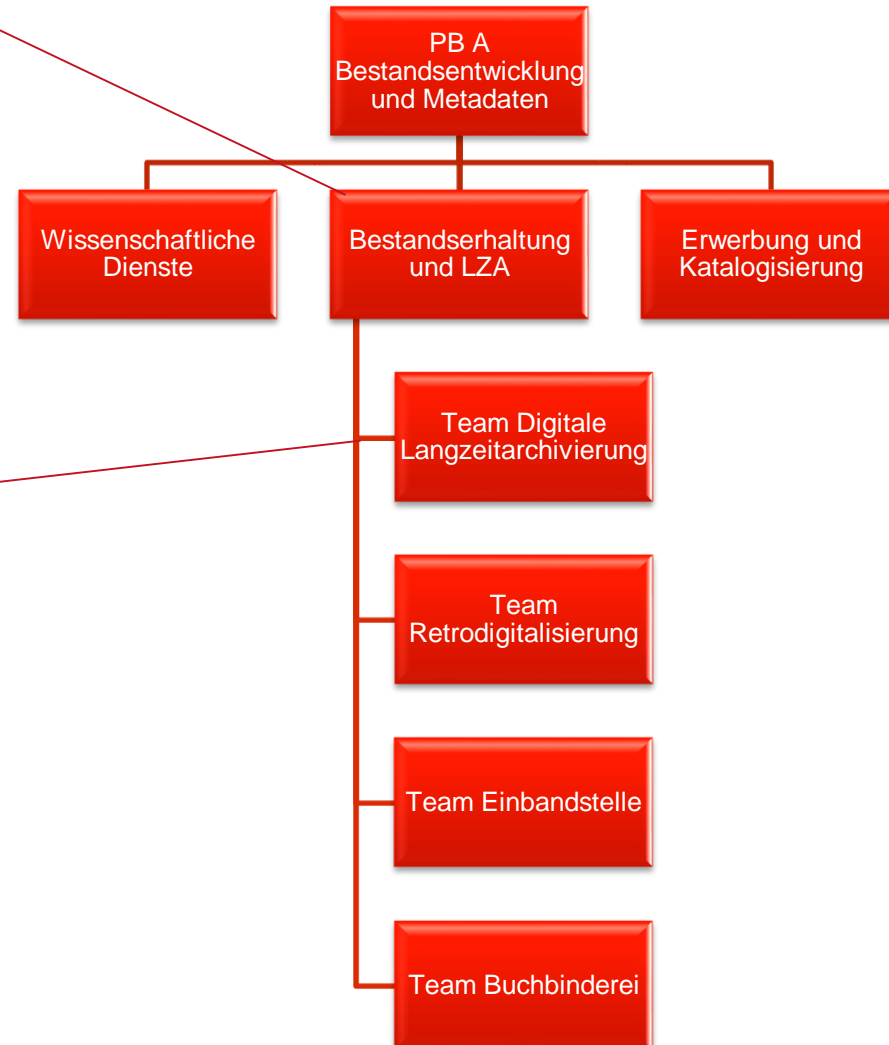 PB A
Bestandsentwicklung
und Metadaten
Wissenschaftliche
Dienste
Bestandserhaltung
und LZA
Erwerbung und
Katalogisierung
Team Digitale
Langzeitarchivierung
Team
Retrodigitalisierung
Team Einbandstelle
Team Buchbinderei